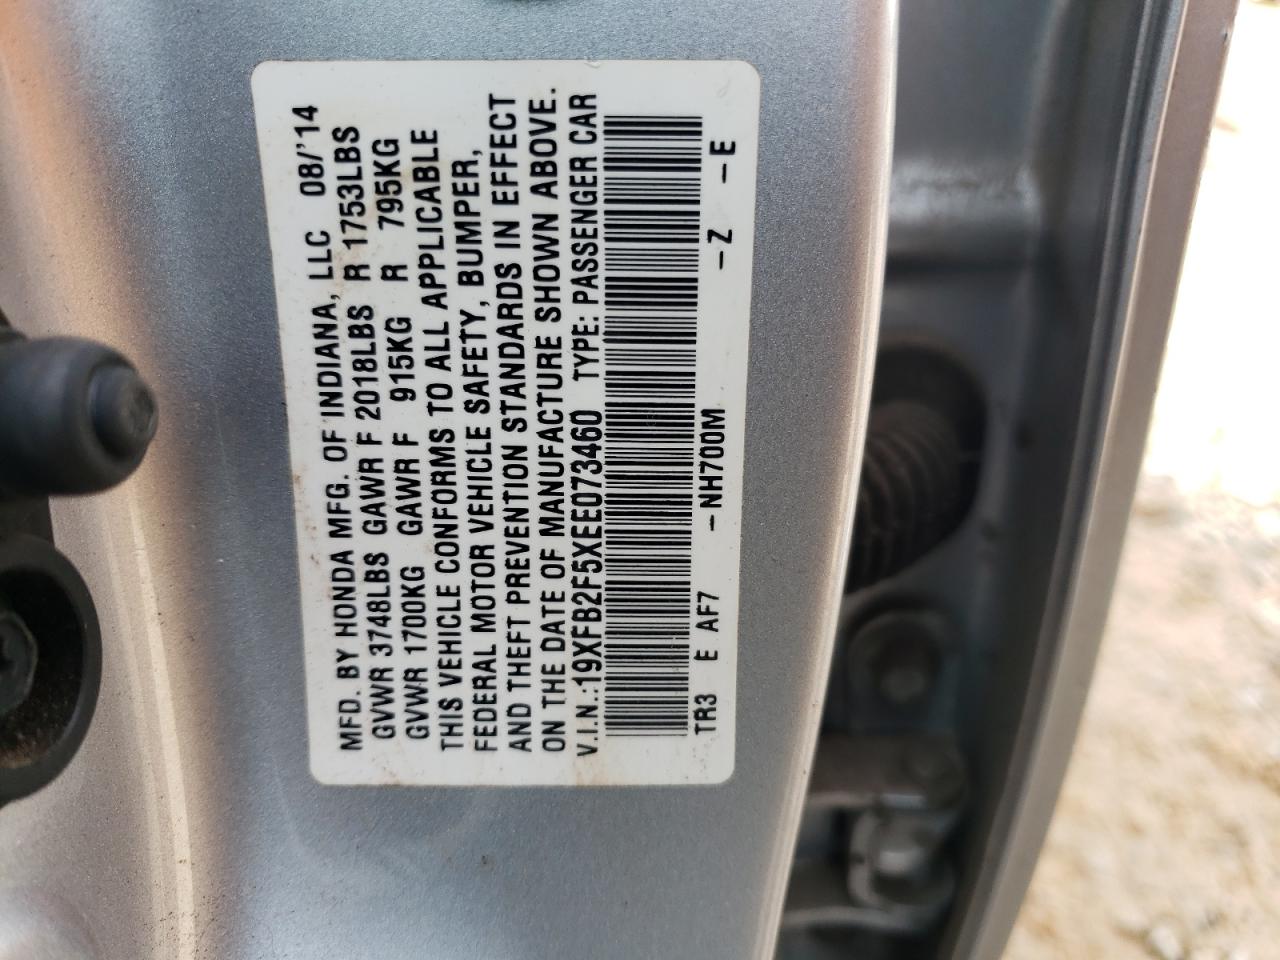 MFD. BY HONDA MFG. OF INDIANA, LLC 08/'14
GVWR 3748LBS GAWR F 2018LBS R 1753LBS
GVWR 1700KG GAWR F 915KG R 795KG
THIS VEHICLE CONFORMS TO ALL APPLICABLE
FEDERAL MOTOR VEHICLE SAFETY, BUMPER,
AND THEFT PREVENTION STANDARDS IN EFFECT
ON THE DATE OF MANUFACTURE SHOWN ABOVE.
V.I.N.:19XFB2F5XEE073460 TYPE: PASSENGER CAR
TR3 E AF7 -NH700M -Z -E